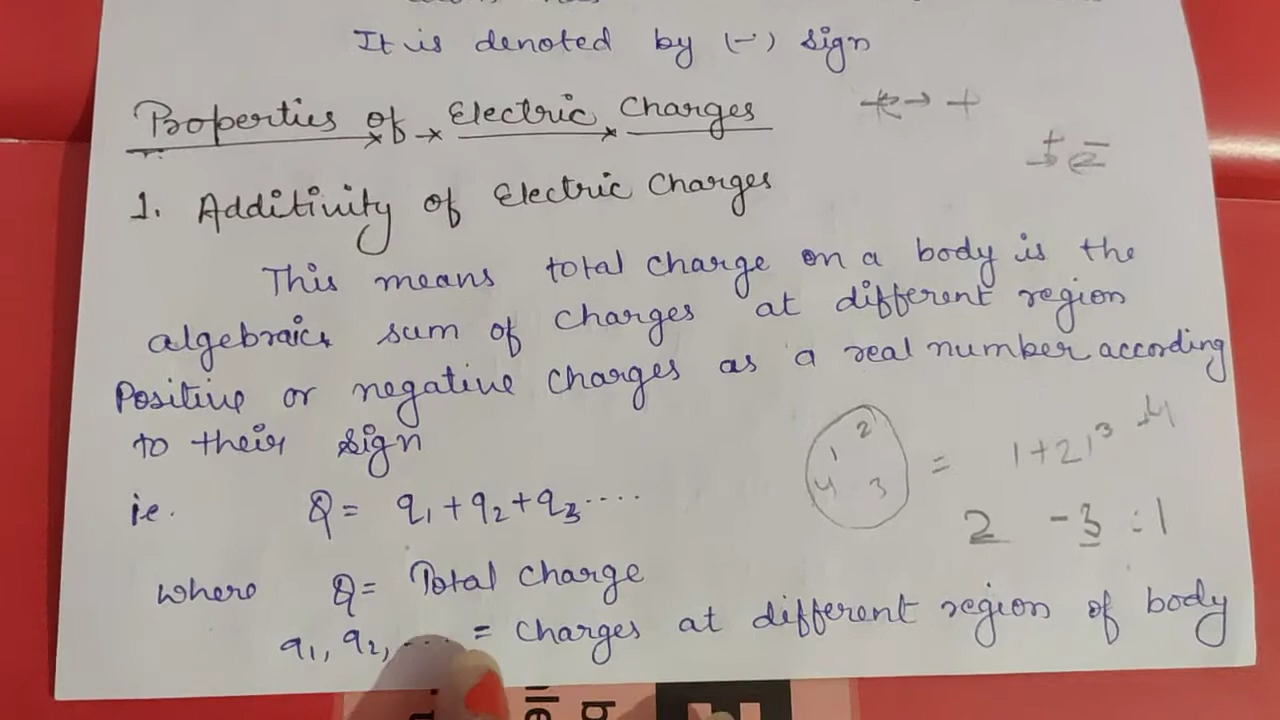 It is denoted by (-) sign
Properties of Electric Charges
1. Additivity of Electric Charges
This means total charge on a body is the
algebraic sum of charges at different region
Positive or negative charges as a real number according
to their sign
ie. Q = q1 + q2 + q3 ....
1 2
4 3
= 1+2
2 -3 = 1
where Q = Total charge
q1, q2, .... = charges at different region of body